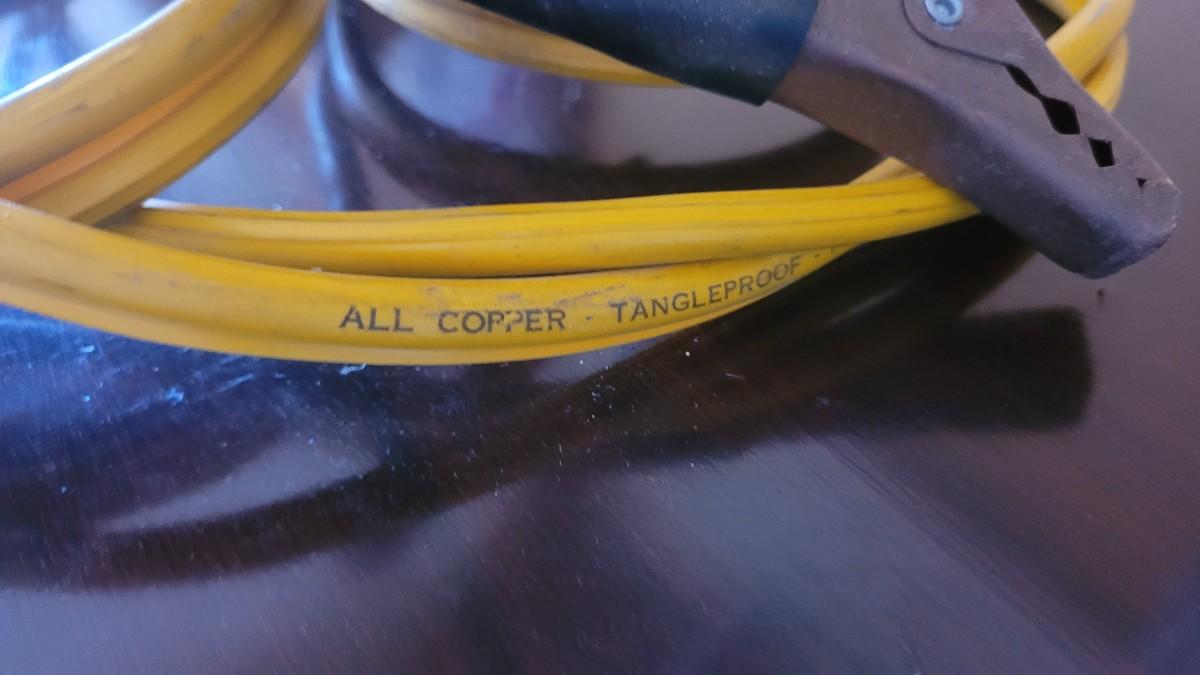 ALL COPPER - TANGLEPROOF -